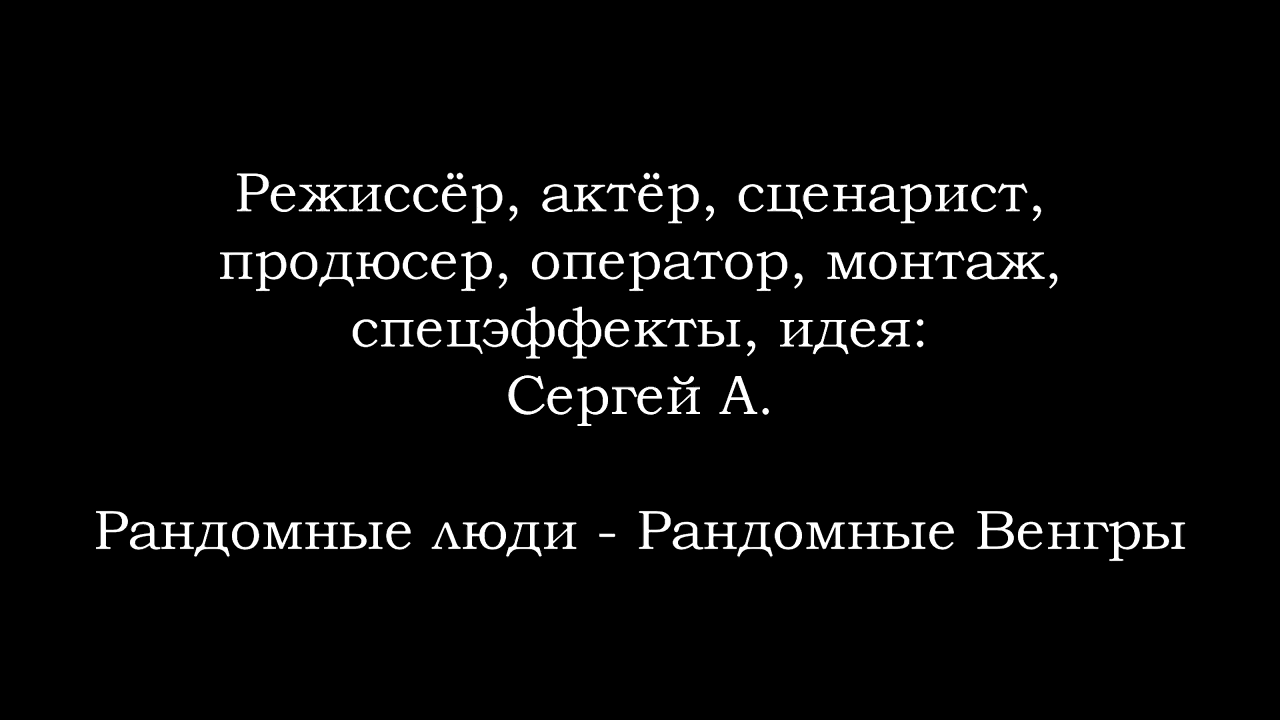 Режиссёр, актёр, сценарист,
продюсер, оператор, монтаж,
спецэффекты, идея:
Сергей А.
Рандомные люди - Рандомные Венгры